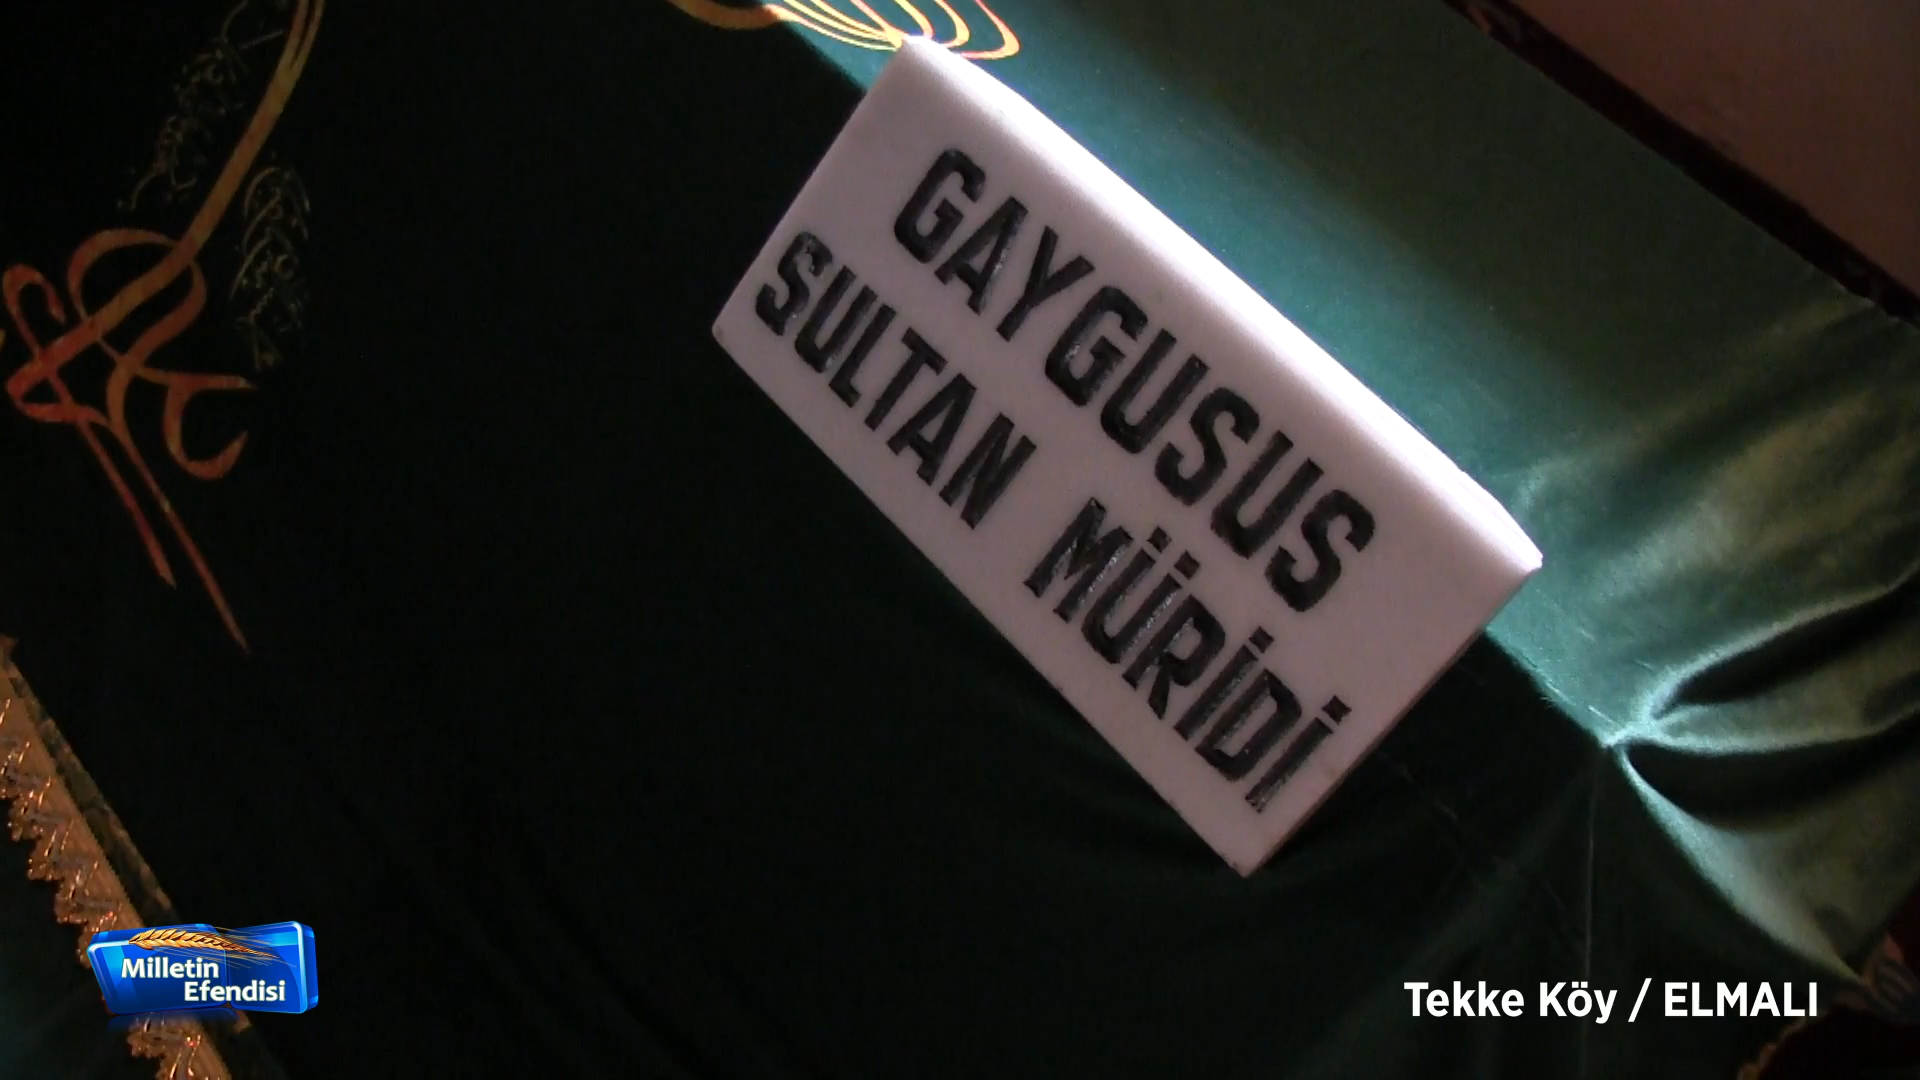 GAYGUSUS
SULTAN MÜRİDİ
Milletin
Efendisi
Tekke Köy / ELMALI